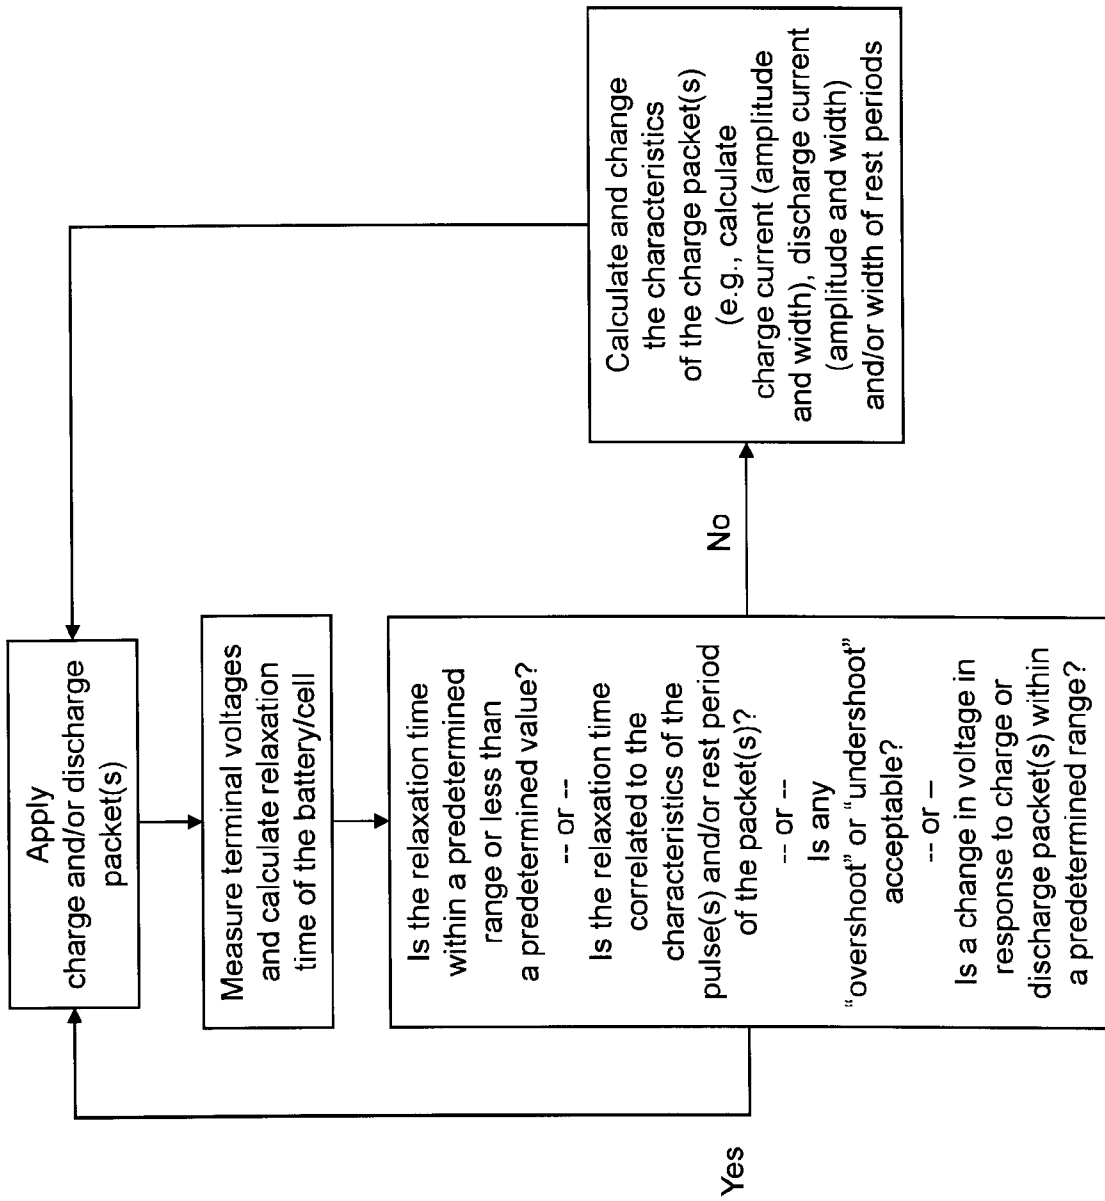 Apply
charge and/or discharge
packet(s)
Measure terminal voltages
and calculate relaxation
time of the battery/cell
Is the relaxation time
within a predetermined
range or less than
a predetermined value?
-- or --
Is the relaxation time
correlated to the
characteristics of the
pulse(s) and/or rest period
of the packet(s)?
-- or --
Is any
“overshoot” or “undershoot”
acceptable?
-- or –
Is a change in voltage in
response to charge or
discharge packet(s) within
a predetermined range?
Yes
No
Calculate and change
the characteristics
of the charge packet(s)
(e.g., calculate
charge current (amplitude
and width), discharge current
(amplitude and width)
and/or width of rest periods